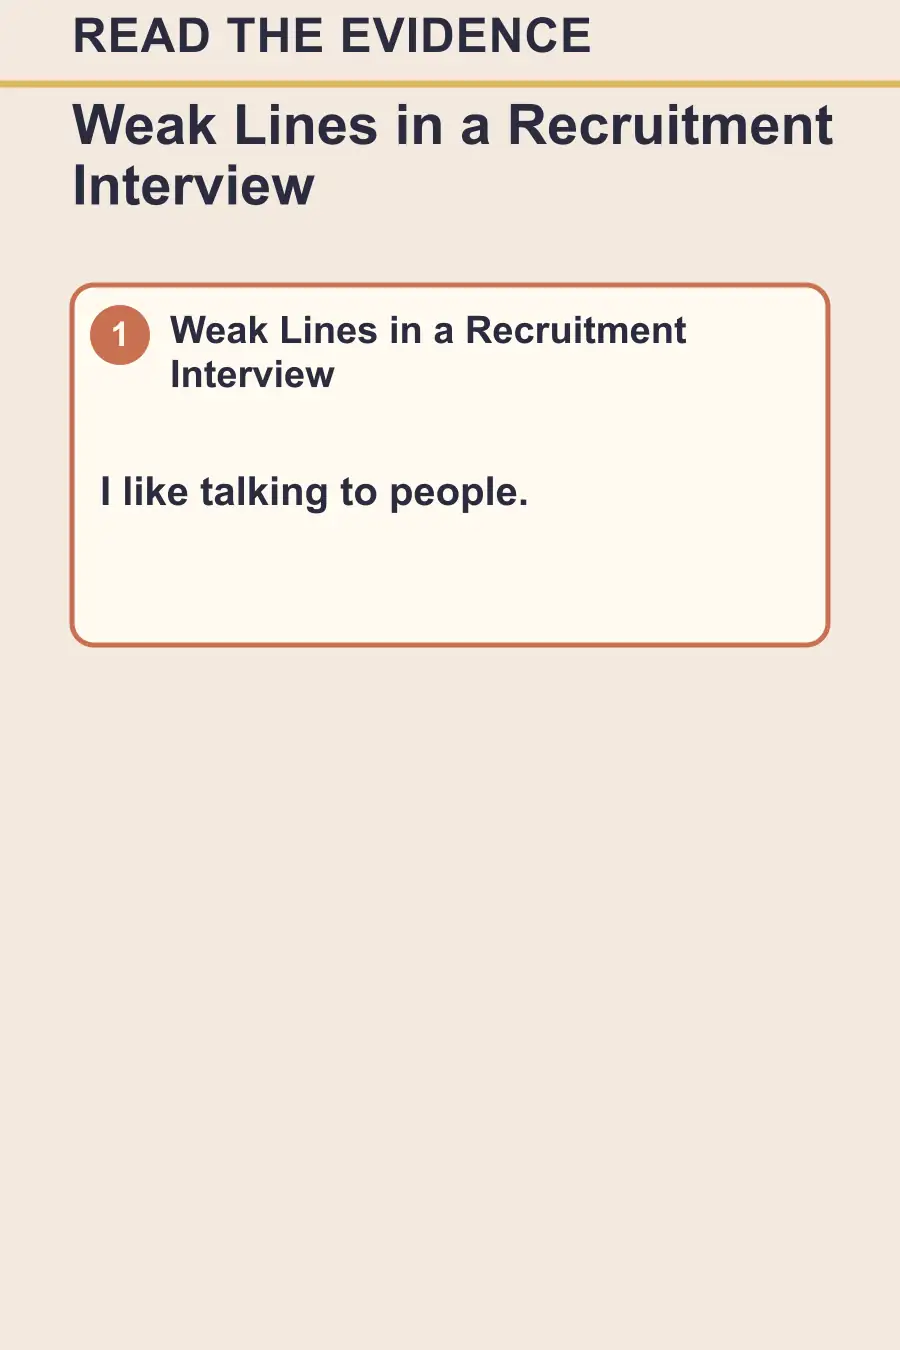 READ THE EVIDENCE
Weak Lines in a Recruitment
Interview
1
Weak Lines in a Recruitment
Interview
I like talking to people.